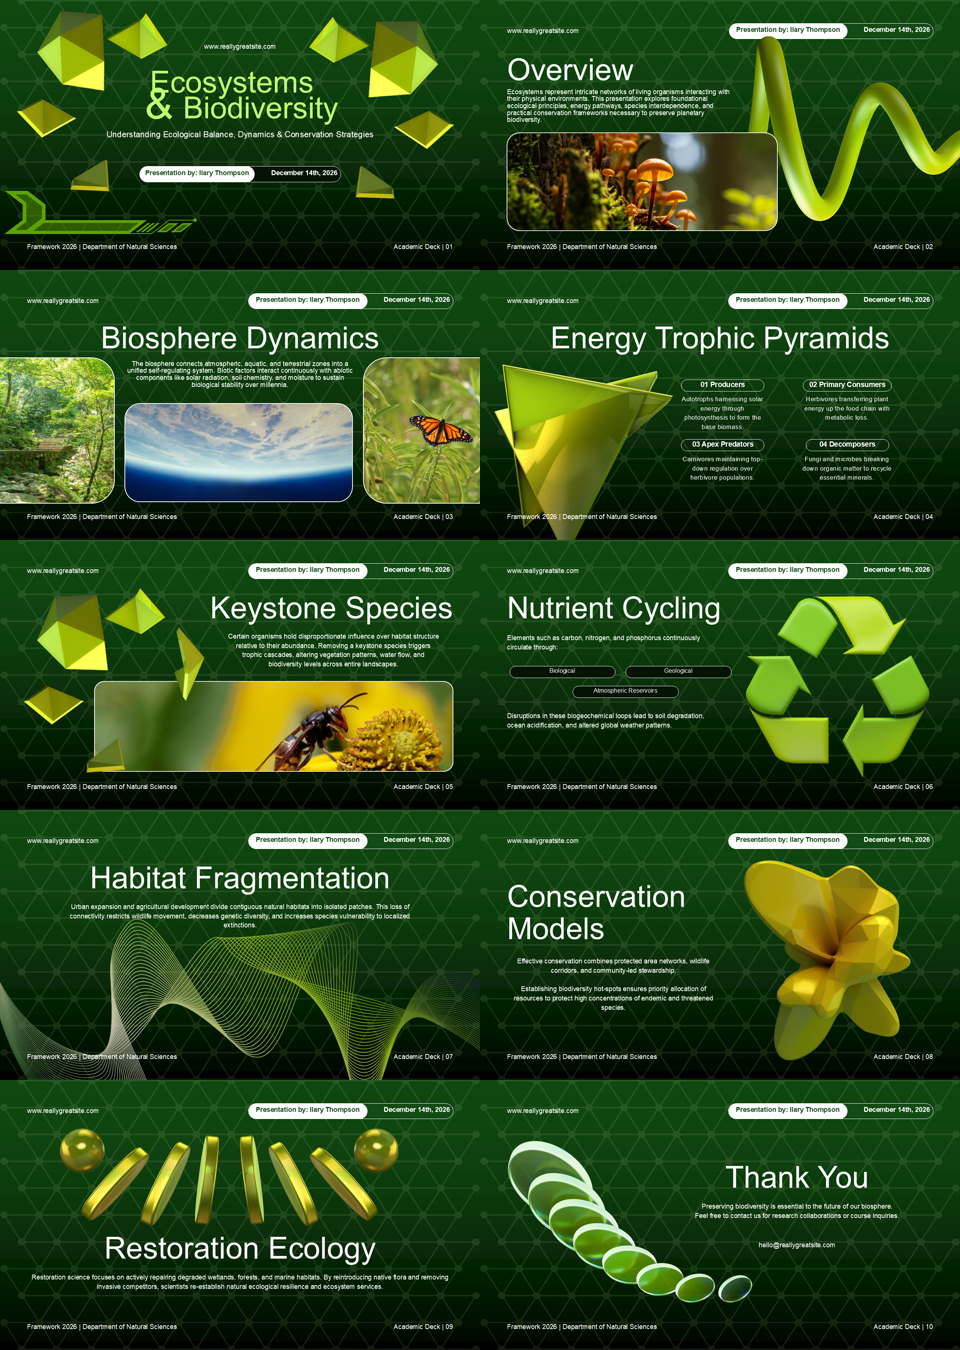 www.reallygreatsite.com
Ecosystems
& Biodiversity
Understanding Ecological Balance, Dynamics & Conservation Strategies
Presentation by: Ilary Thompson
December 14th, 2026
Framework 2026 | Department of Natural Sciences
Academic Deck | 01
www.reallygreatsite.com
Presentation by: Ilary Thompson
December 14th, 2026
Overview
Ecosystems represent intricate networks of living organisms interacting with
their physical environments. This presentation explores foundational
ecological principles, energy pathways, species interdependence, and
practical conservation frameworks necessary to preserve planetary
biodiversity.
Framework 2026 | Department of Natural Sciences
Academic Deck | 02
www.reallygreatsite.com
Presentation by: Ilary Thompson
December 14th, 2026
Biosphere Dynamics
The biosphere connects atmospheric, aquatic, and terrestrial zones into a
unified self-regulating system. Biotic factors interact continuously with abiotic
components like solar radiation, soil chemistry, and moisture to sustain
biological stability over millennia.
Framework 2026 | Department of Natural Sciences
Academic Deck | 03
www.reallygreatsite.com
Presentation by: Ilary Thompson
December 14th, 2026
Energy Trophic Pyramids
01 Producers
Autotrophs harnessing solar
energy through
photosynthesis to form the
base biomass.
02 Primary Consumers
Herbivores transferring plant
energy up the food chain with
metabolic loss.
03 Apex Predators
Carnivores maintaining top-
down regulation over
herbivore populations.
04 Decomposers
Fungi and microbes breaking
down organic matter to recycle
essential minerals.
Framework 2026 | Department of Natural Sciences
Academic Deck | 04
www.reallygreatsite.com
Presentation by: Ilary Thompson
December 14th, 2026
Keystone Species
Certain organisms hold disproportionate influence over habitat structure
relative to their abundance. Removing a keystone species triggers
trophic cascades, altering vegetation patterns, water flow, and
biodiversity levels across entire landscapes.
Framework 2026 | Department of Natural Sciences
Academic Deck | 05
www.reallygreatsite.com
Presentation by: Ilary Thompson
December 14th, 2026
Nutrient Cycling
Elements such as carbon, nitrogen, and phosphorus continuously
circulate through:
Biological
Geological
Atmospheric Reservoirs
Disruptions in these biogeochemical loops lead to soil degradation,
ocean acidification, and altered global weather patterns.
Framework 2026 | Department of Natural Sciences
Academic Deck | 06
www.reallygreatsite.com
Presentation by: Ilary Thompson
December 14th, 2026
Habitat Fragmentation
Urban expansion and agricultural development divide contiguous natural habitats into isolated patches. This loss of
connectivity restricts wildlife movement, decreases genetic diversity, and increases species vulnerability to localized
extinctions.
Framework 2026 | Department of Natural Sciences
Academic Deck | 07
www.reallygreatsite.com
Presentation by: Ilary Thompson
December 14th, 2026
Conservation
Models
Effective conservation combines protected area networks, wildlife
corridors, and community-led stewardship.
Establishing biodiversity hot-spots ensures priority allocation of
resources to protect high concentrations of endemic and threatened
species.
Framework 2026 | Department of Natural Sciences
Academic Deck | 08
www.reallygreatsite.com
Presentation by: Ilary Thompson
December 14th, 2026
Restoration Ecology
Restoration science focuses on actively repairing degraded wetlands, forests, and marine habitats. By reintroducing native flora and removing
invasive competitors, scientists re-establish natural ecological resilience and ecosystem services.
Framework 2026 | Department of Natural Sciences
Academic Deck | 09
www.reallygreatsite.com
Presentation by: Ilary Thompson
December 14th, 2026
Thank You
Preserving biodiversity is essential to the future of our biosphere.
Feel free to contact us for research collaborations or course inquiries.
hello@reallygreatsite.com
Framework 2026 | Department of Natural Sciences
Academic Deck | 10